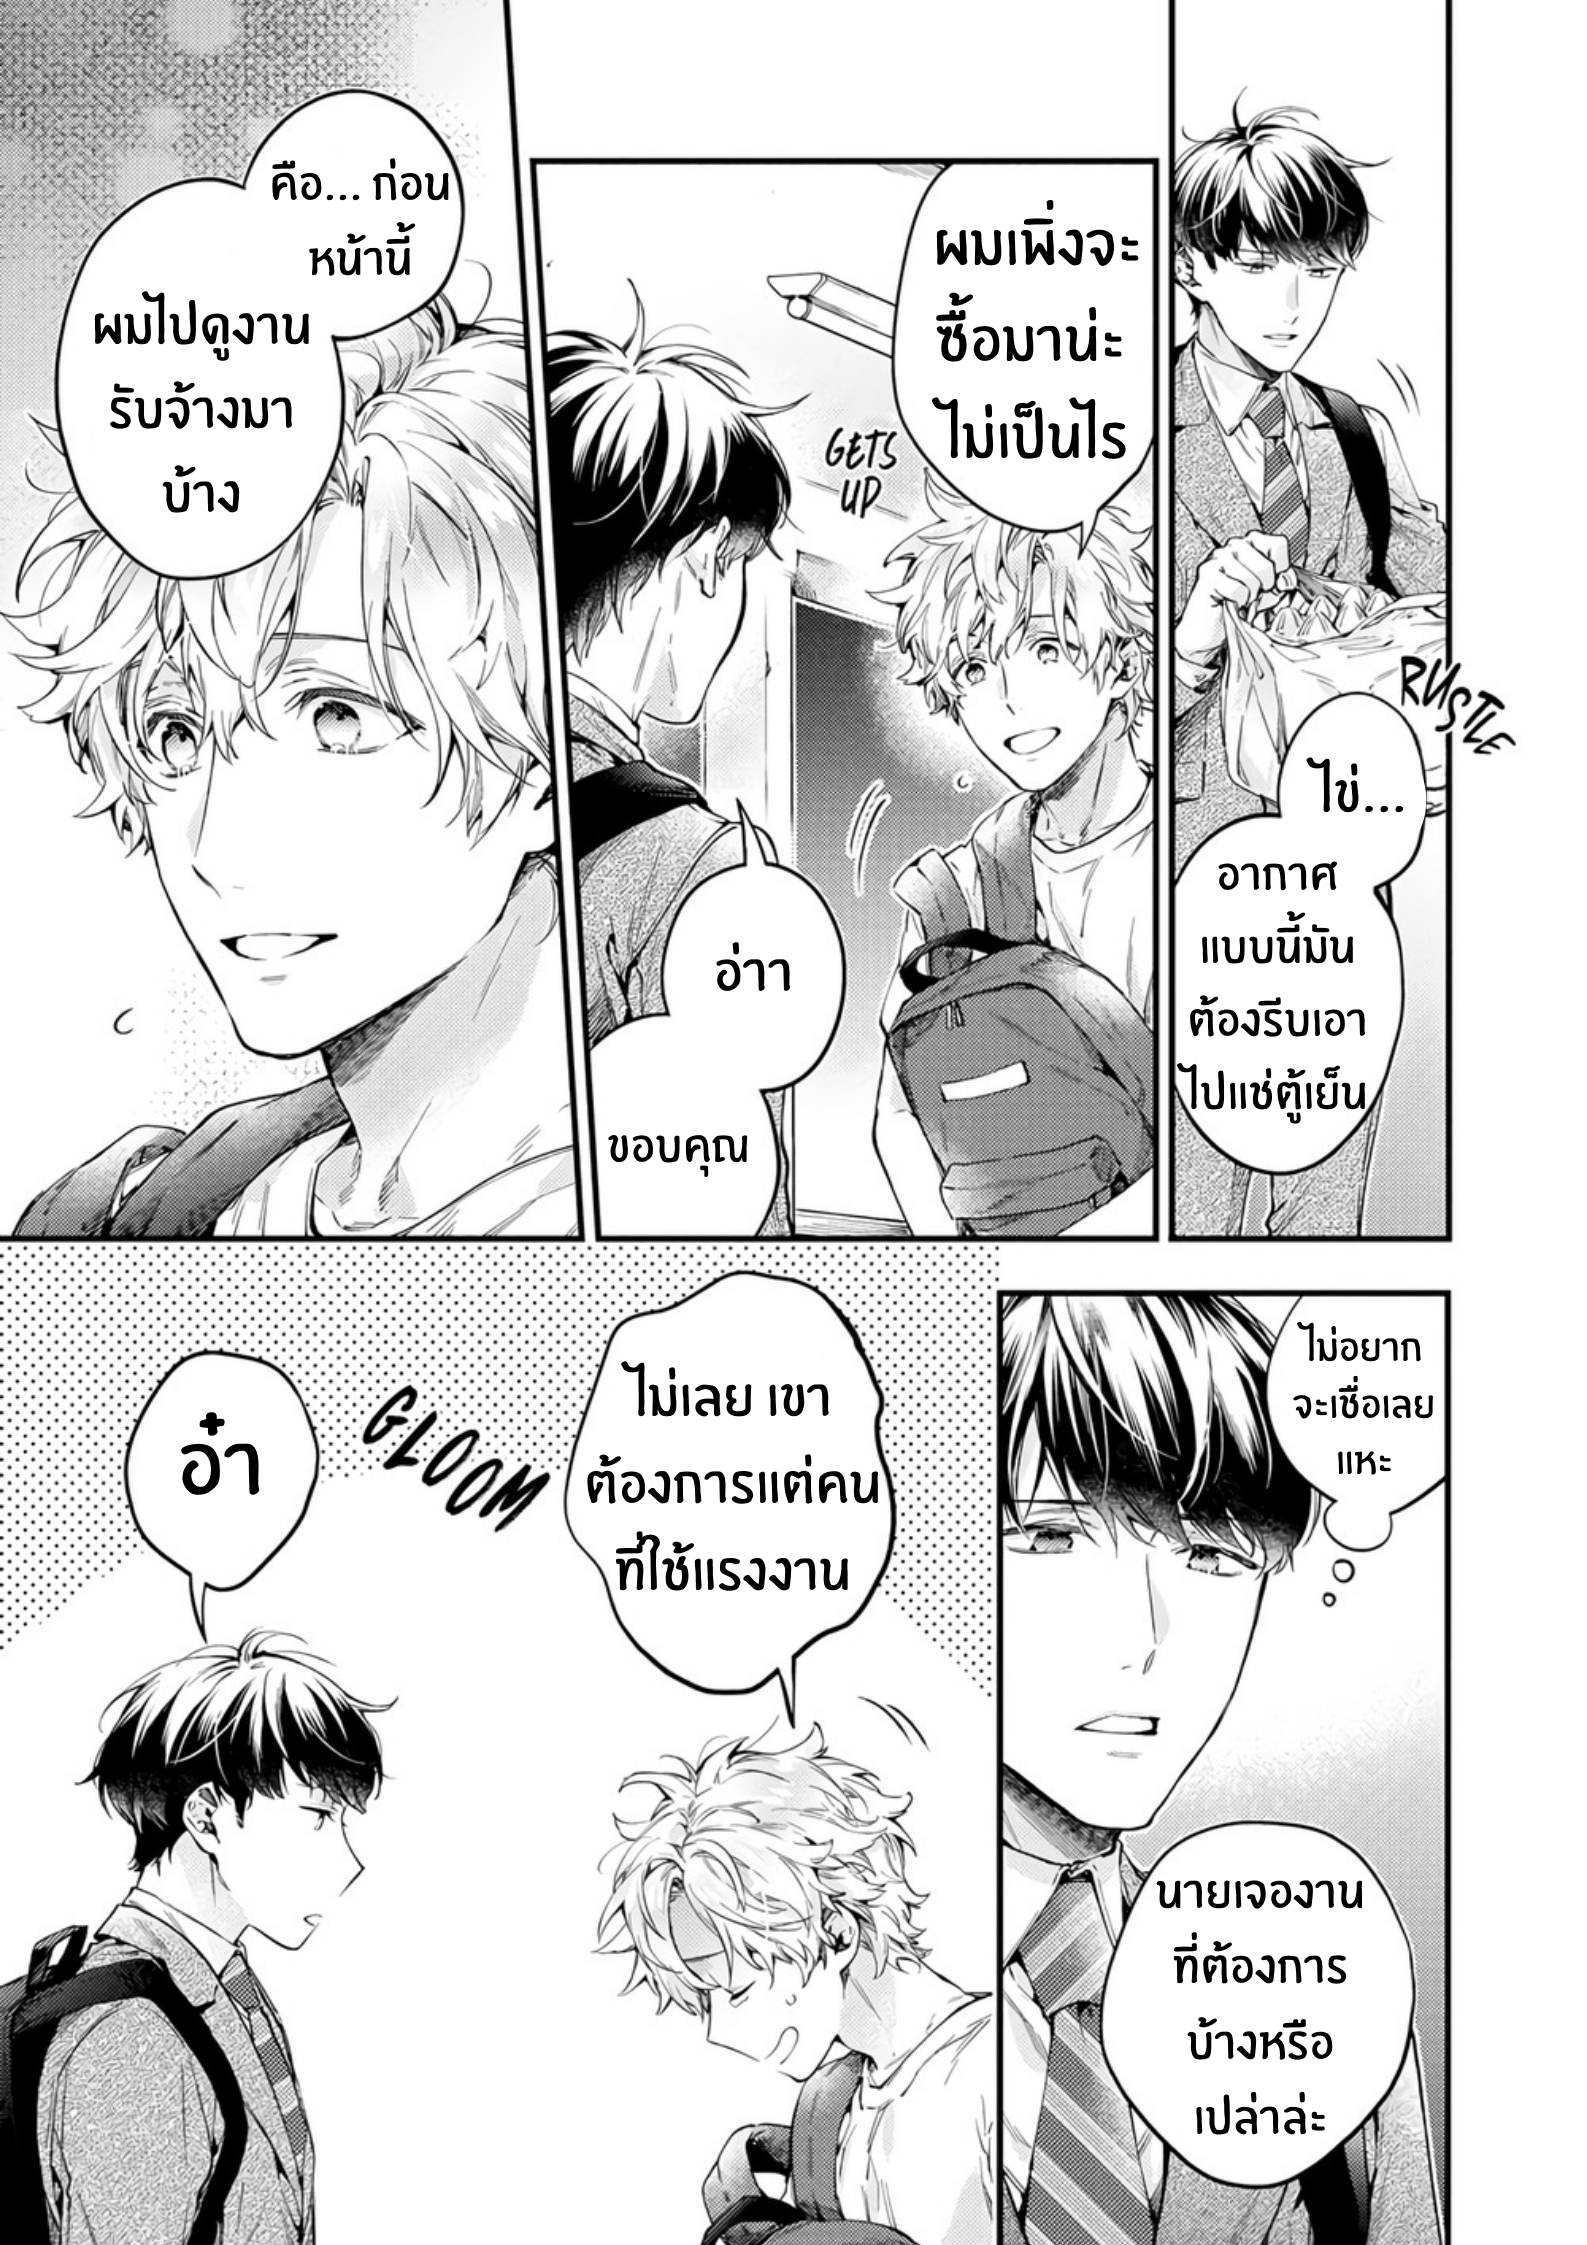 ไข่...
อากาศ
แบบนี้มัน
ต้องรีบเอา
ไปแช่ตู้เย็น
RUSTLE
ผมเพิ่งจะ
ซื้อมาน่ะ
ไม่เป็นไร
GETS
UP
อ่าา
ขอบคุณ
คือ... ก่อน
หน้านี้
ผมไปดูงาน
รับจ้างมา
บ้าง
ไม่อยาก
จะเชื่อเลย
แหะ
นายเจองาน
ที่ต้องการ
บ้างหรือ
เปล่าล่ะ
ไม่เลย เขา
ต้องการแต่คน
ที่ใช้แรงงาน
GLOOM
อ๋า